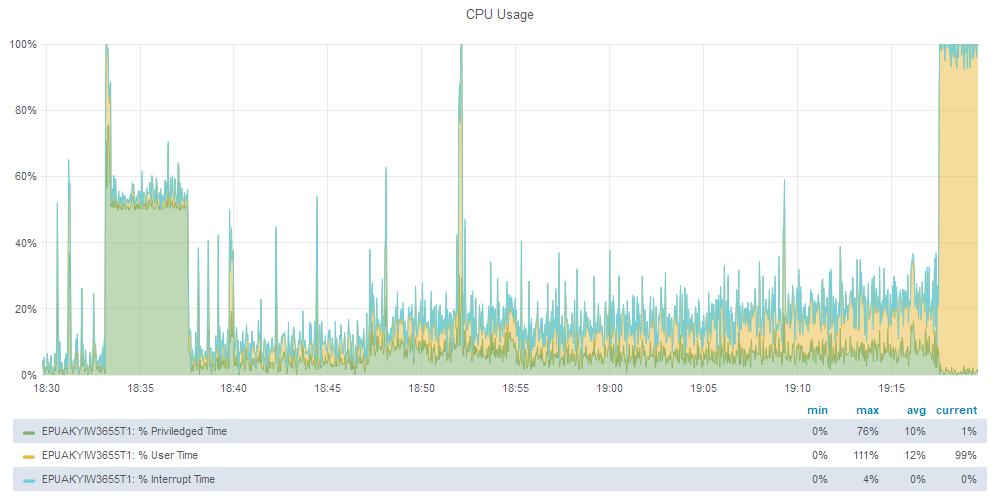 CPU Usage
100%
80%
60%
40%
20%
0%
18:30 18:35 18:40 18:45 18:50 18:55 19:00 19:05 19:10 19:15
min max avg current
EPUAKYIW3655T1: % Priviledged Time 0% 76% 10% 1%
EPUAKYIW3655T1: % User Time 0% 111% 12% 99%
EPUAKYIW3655T1: % Interrupt Time 0% 4% 0% 0%